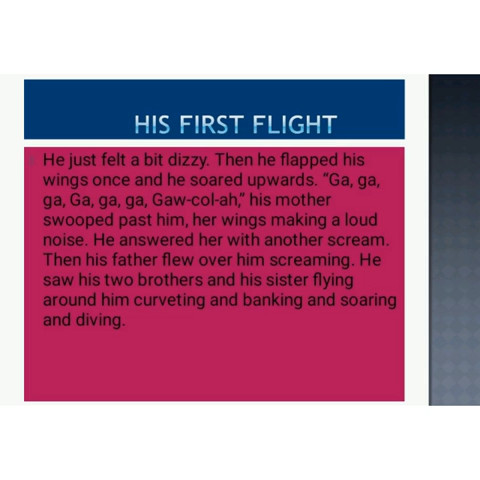 HIS FIRST FLIGHT
He just felt a bit dizzy. Then he flapped his
wings once and he soared upwards. “Ga, ga,
ga, Ga, ga, ga, Gaw-col-ah,” his mother
swooped past him, her wings making a loud
noise. He answered her with another scream.
Then his father flew over him screaming. He
saw his two brothers and his sister flying
around him curveting and banking and soaring
and diving.